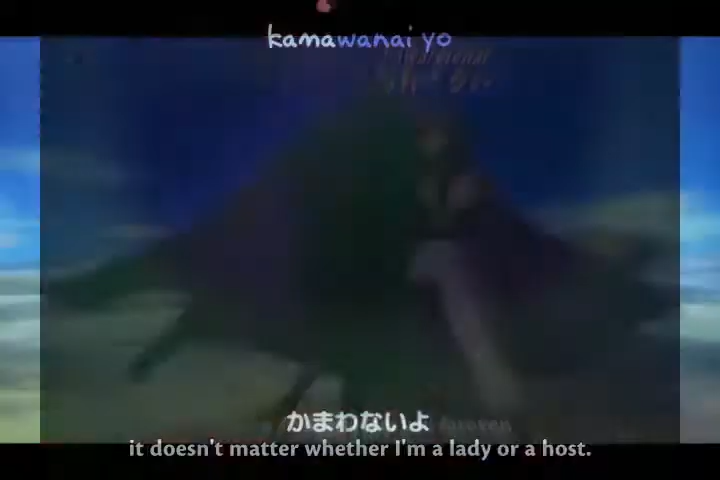 kamawanai yo
かまわないよ
it doesn't matter whether I'm a lady or a host.